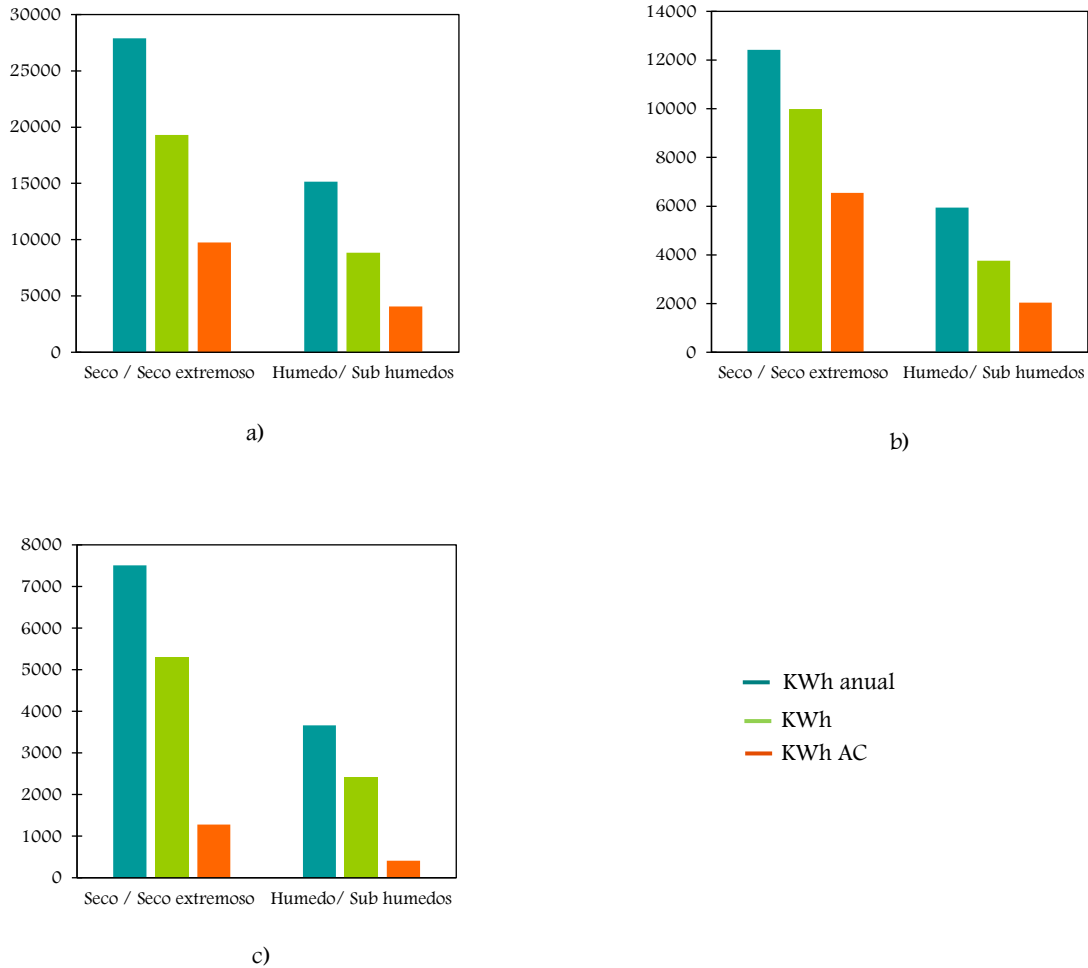 30000
25000
20000
15000
10000
5000
0
Seco / Seco extremoso
Humedo/ Sub humedos
a)
14000
12000
10000
8000
6000
4000
2000
0
Seco / Seco extremoso
Humedo/ Sub humedos
b)
8000
7000
6000
5000
4000
3000
2000
1000
0
Seco / Seco extremoso
Humedo/ Sub humedos
c)
KWh anual
KWh
KWh AC